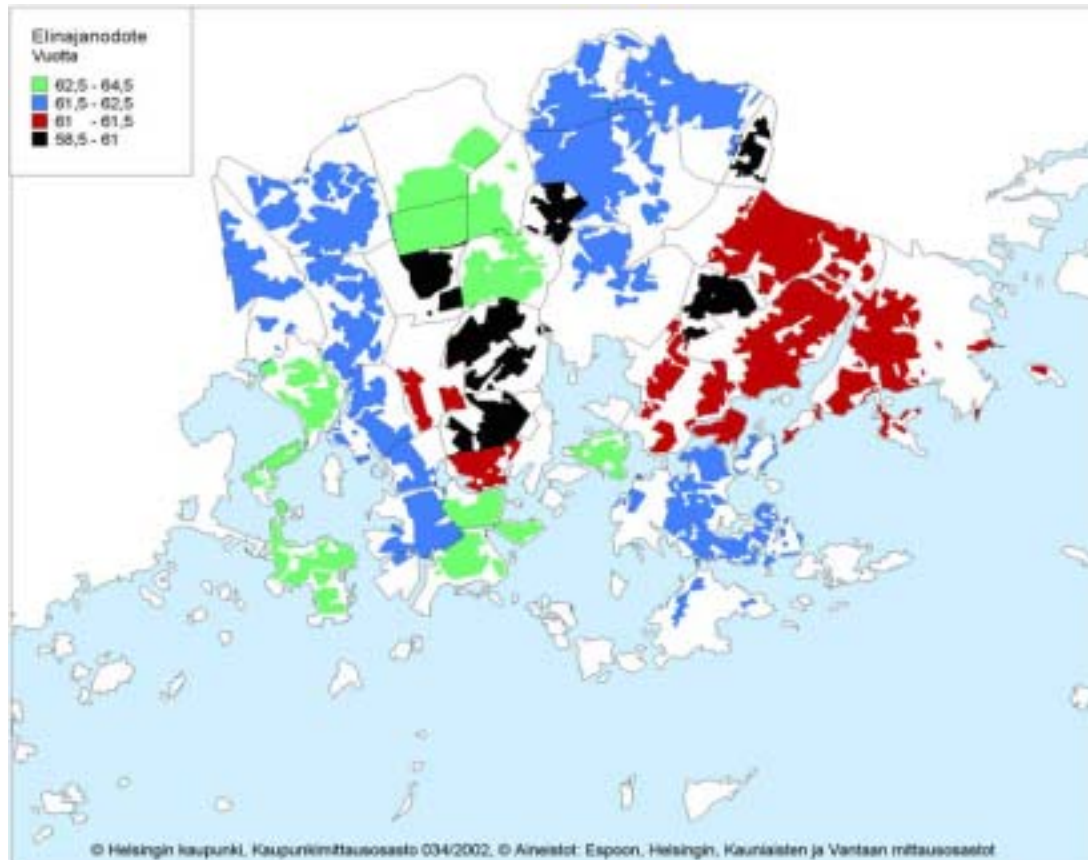 Elinajanodote
Vuotta
62,5 - 64,5
61,5 - 62,5
61 - 61,5
58,5 - 61
© Helsingin kaupunki, Kaupunkimittausosasto 034/2002, © Aineistot: Espoon, Helsingin, Kauniaisten ja Vantaan mittausosastot